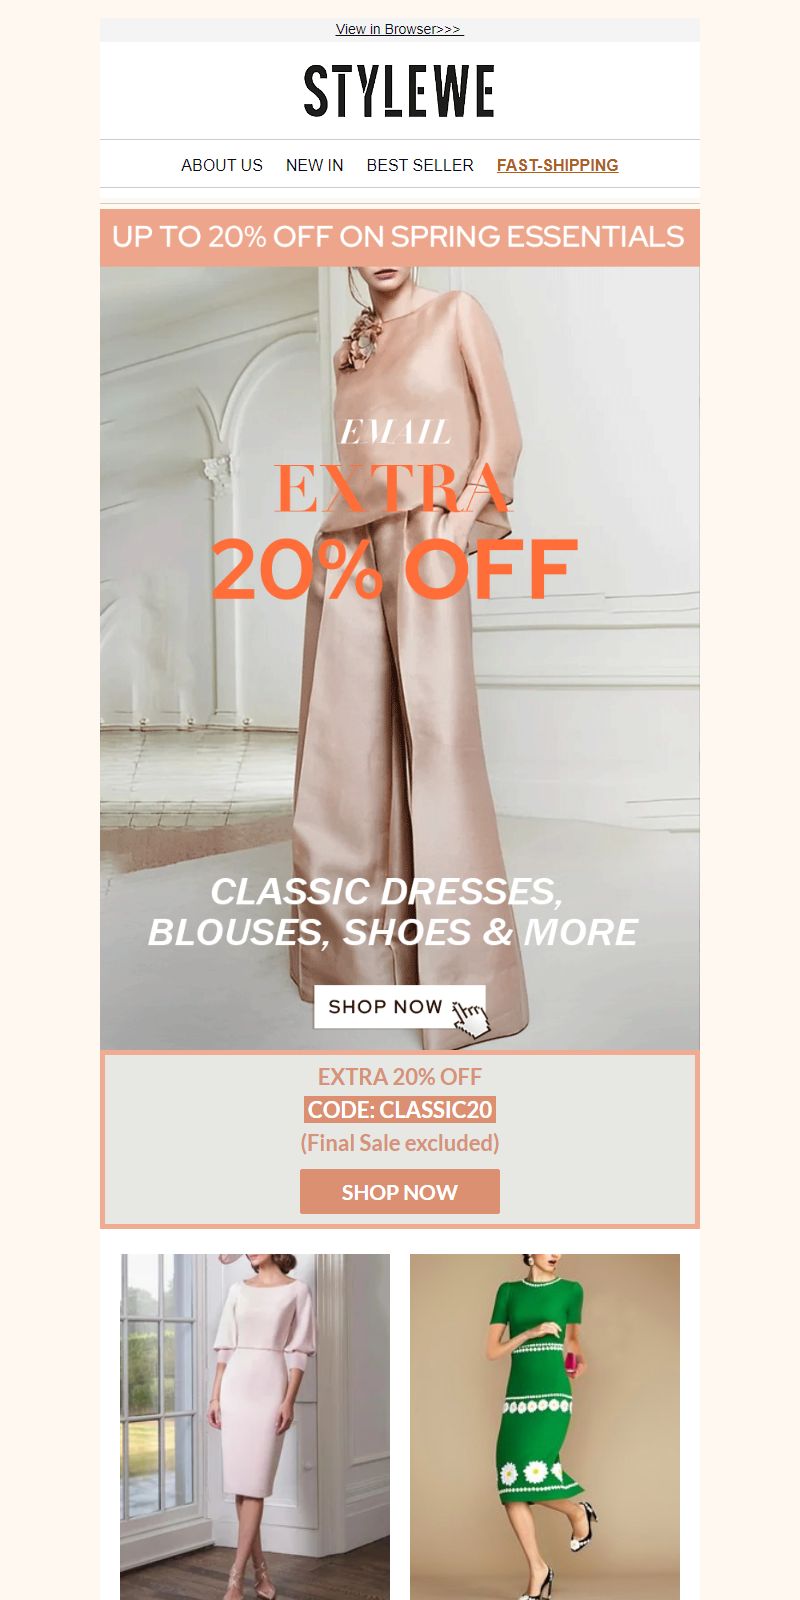 View in Browser>>>
STYLEWE
ABOUT US NEW IN BEST SELLER FAST-SHIPPING
UP TO 20% OFF ON SPRING ESSENTIALS
EMAIL
EXTRA
20% OFF
CLASSIC DRESSES,
BLOUSES, SHOES & MORE
SHOP NOW
EXTRA 20% OFF
CODE: CLASSIC20
(Final Sale excluded)
SHOP NOW